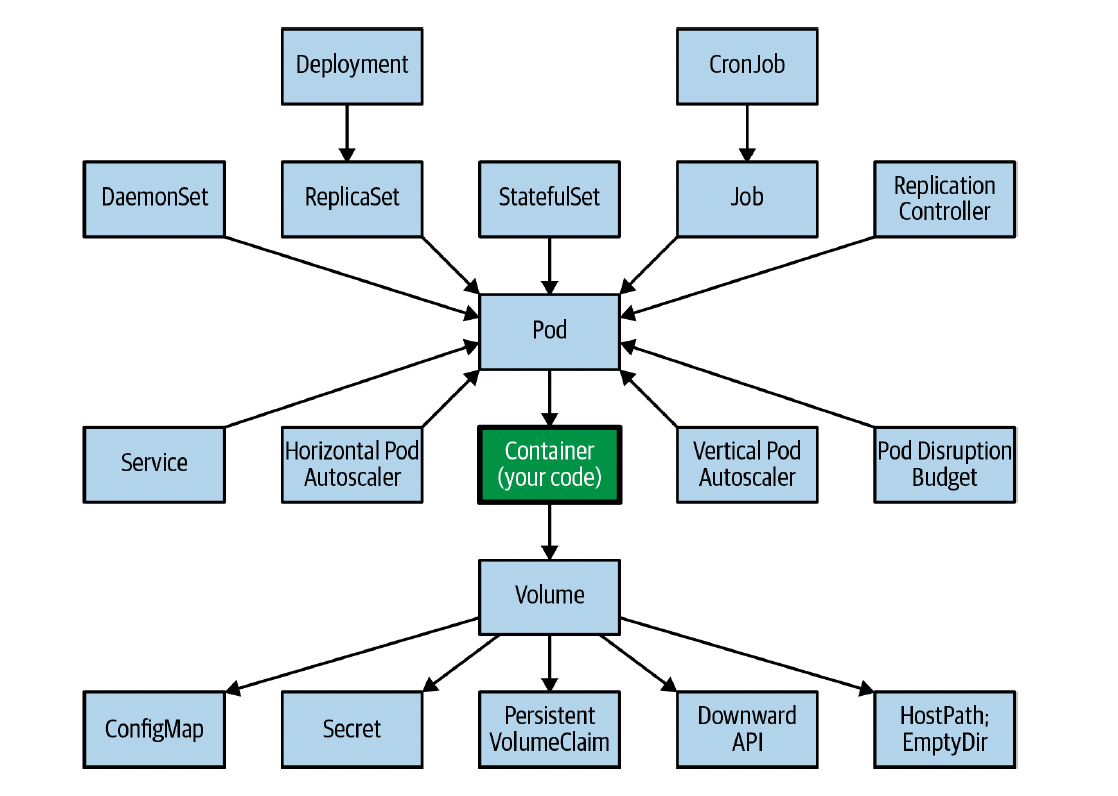 Deployment
CronJob
DaemonSet
ReplicaSet
StatefulSet
Job
Replication
Controller
Pod
Service
Horizontal Pod
Autoscaler
Container
(your code)
Vertical Pod
Autoscaler
Pod Disruption
Budget
Volume
ConfigMap
Secret
Persistent
VolumeClaim
Downward
API
HostPath;
EmptyDir